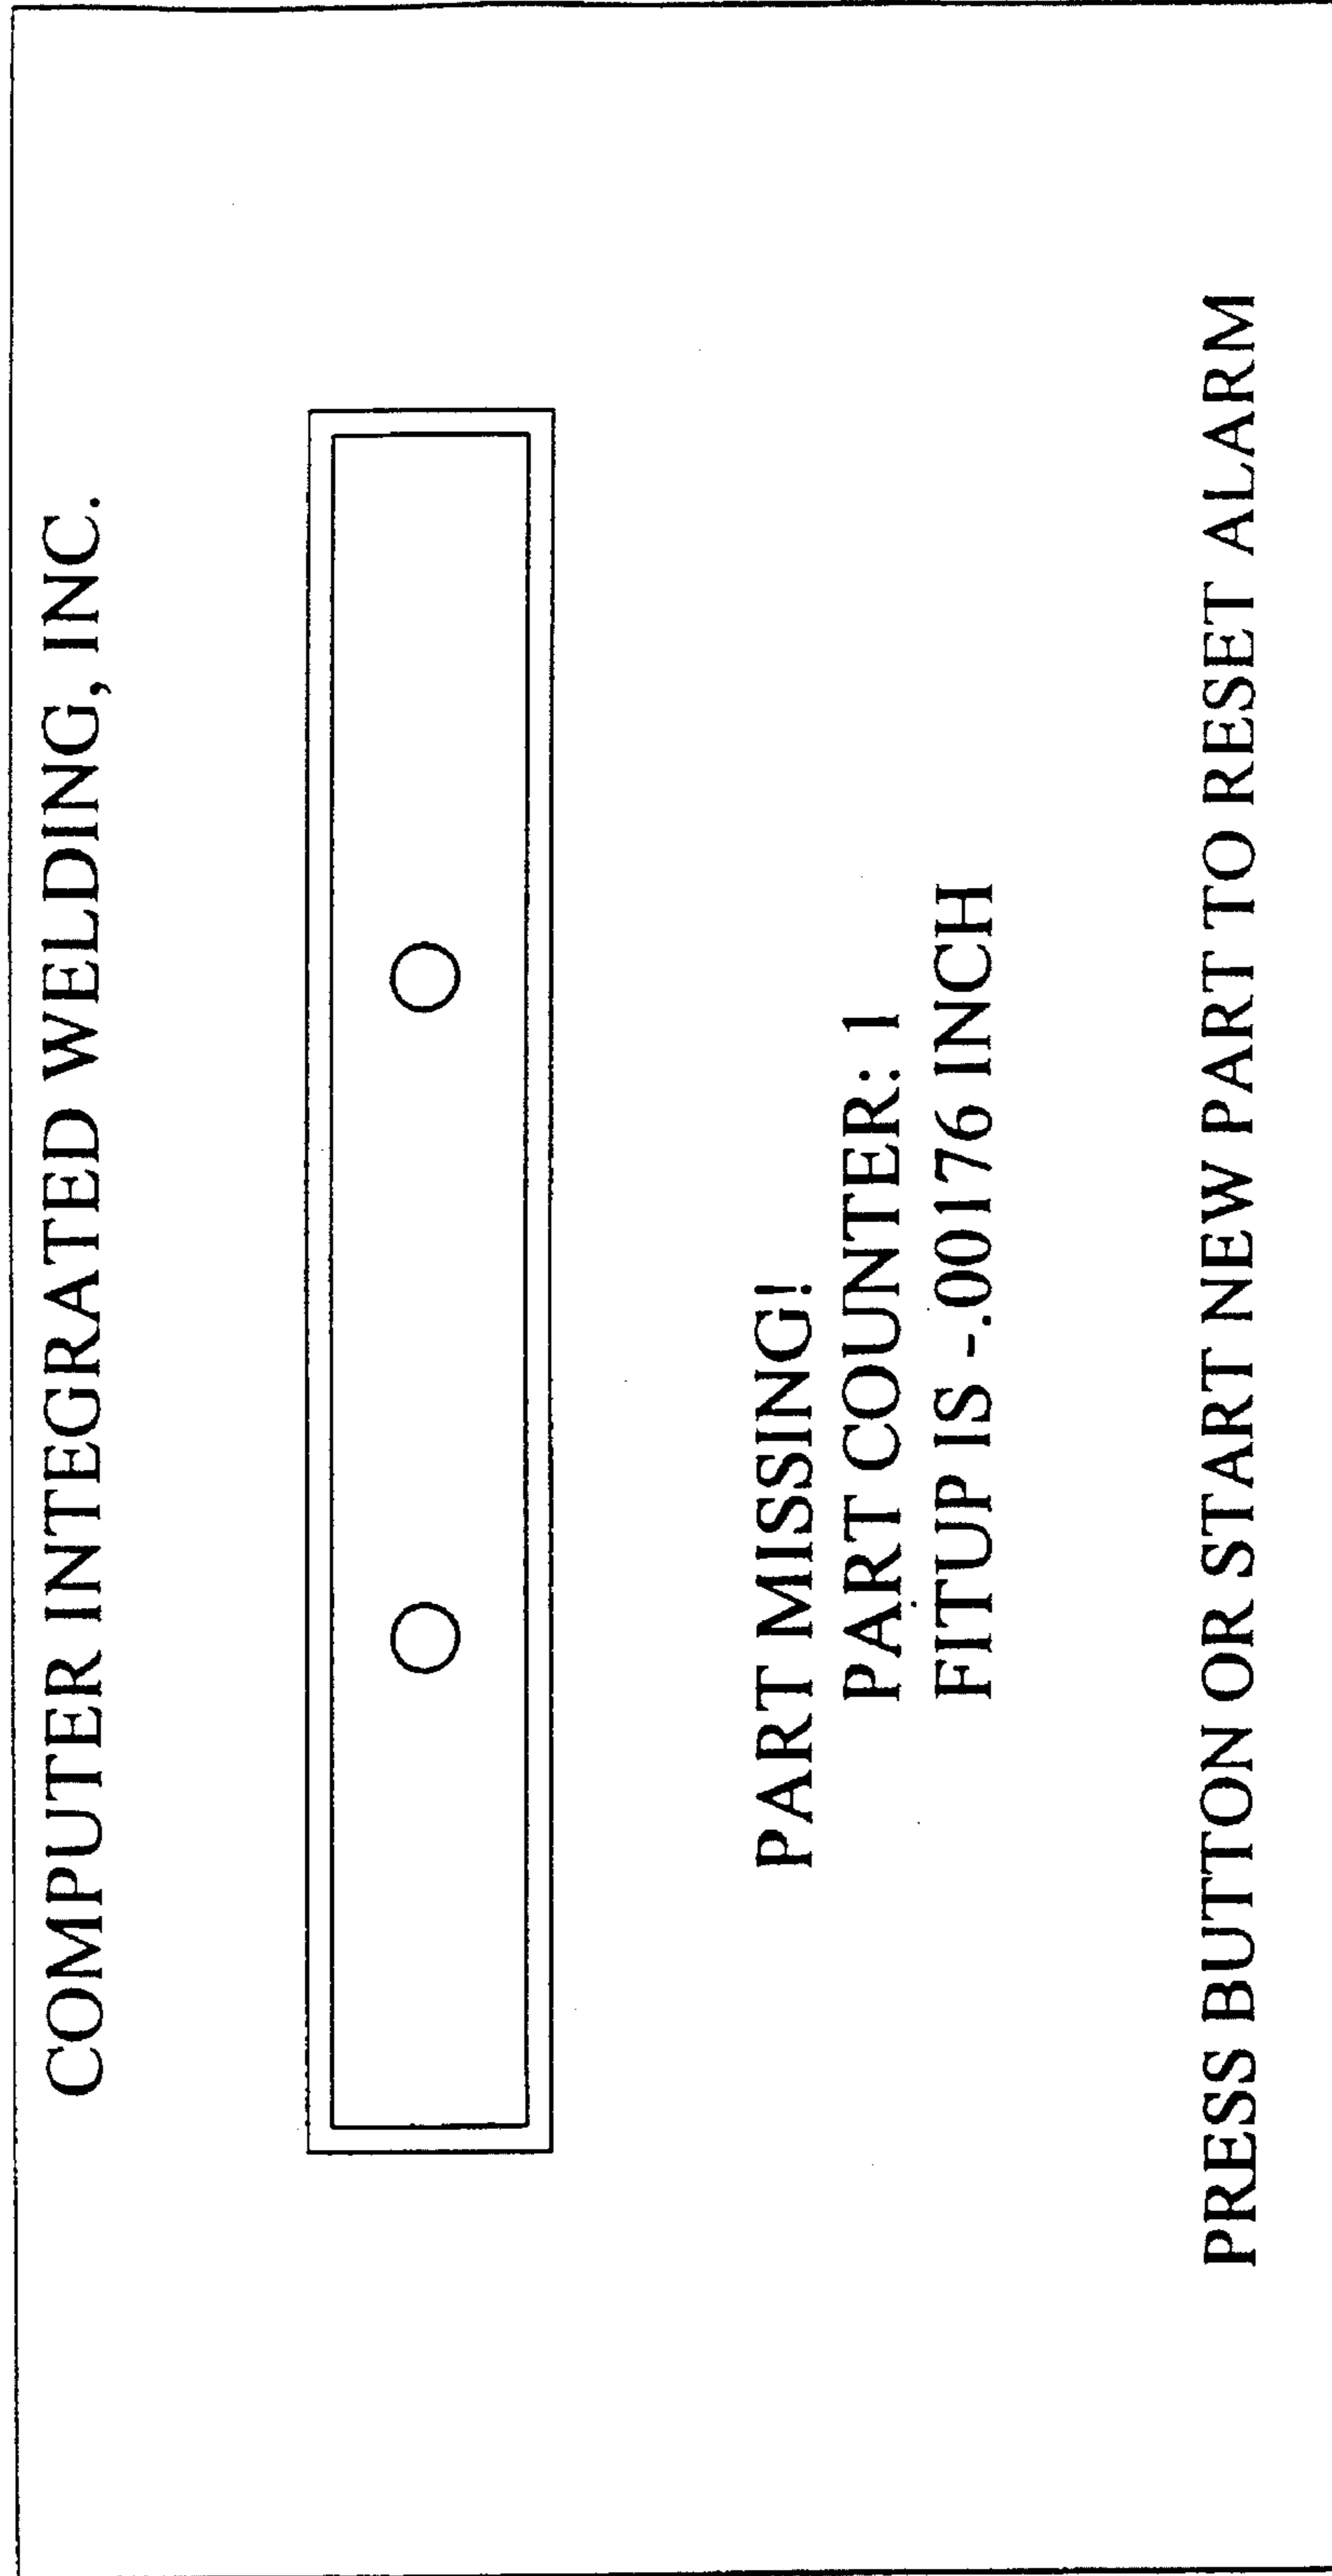 COMPUTER INTEGRATED WELDING, INC.
PART MISSING!
PART COUNTER: 1
FITUP IS -.00176 INCH
PRESS BUTTON OR START NEW PART TO RESET ALARM